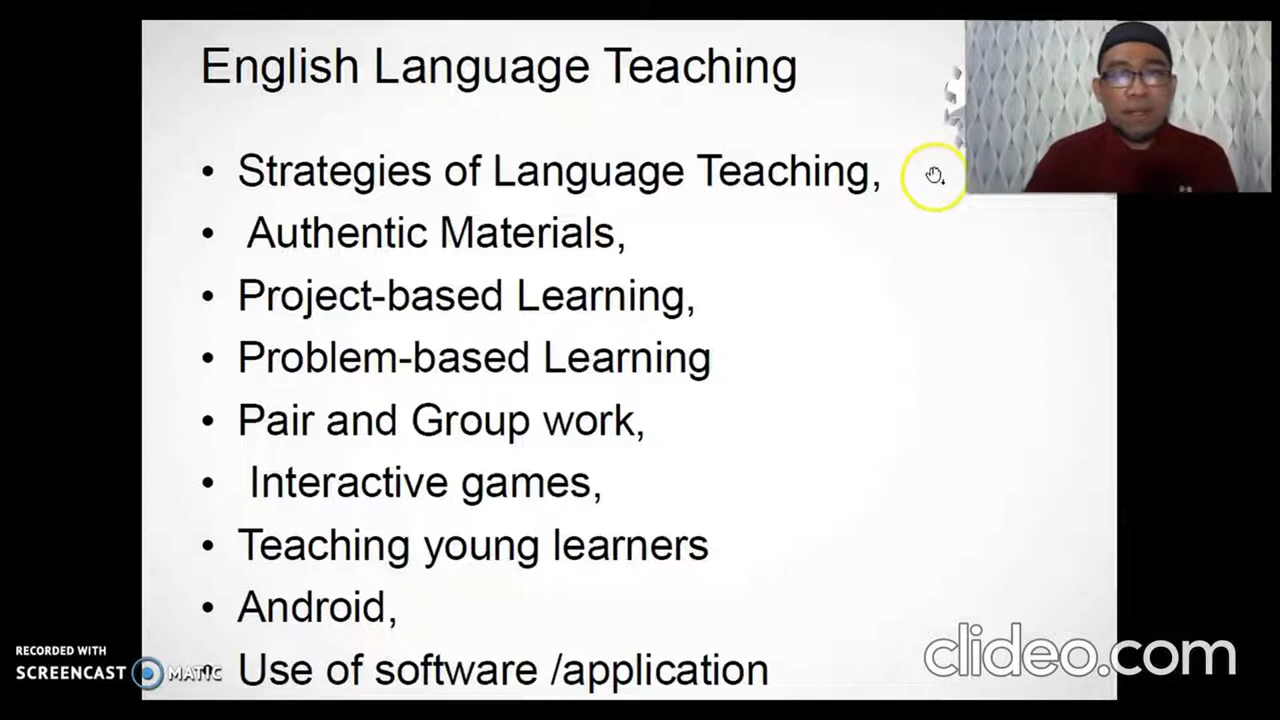 English Language Teaching
• Strategies of Language Teaching,
• Authentic Materials,
• Project-based Learning,
• Problem-based Learning
• Pair and Group work,
• Interactive games,
• Teaching young learners
• Android,
• Use of software /application
RECORDED WITH
SCREENCAST MATIC
clideo.com